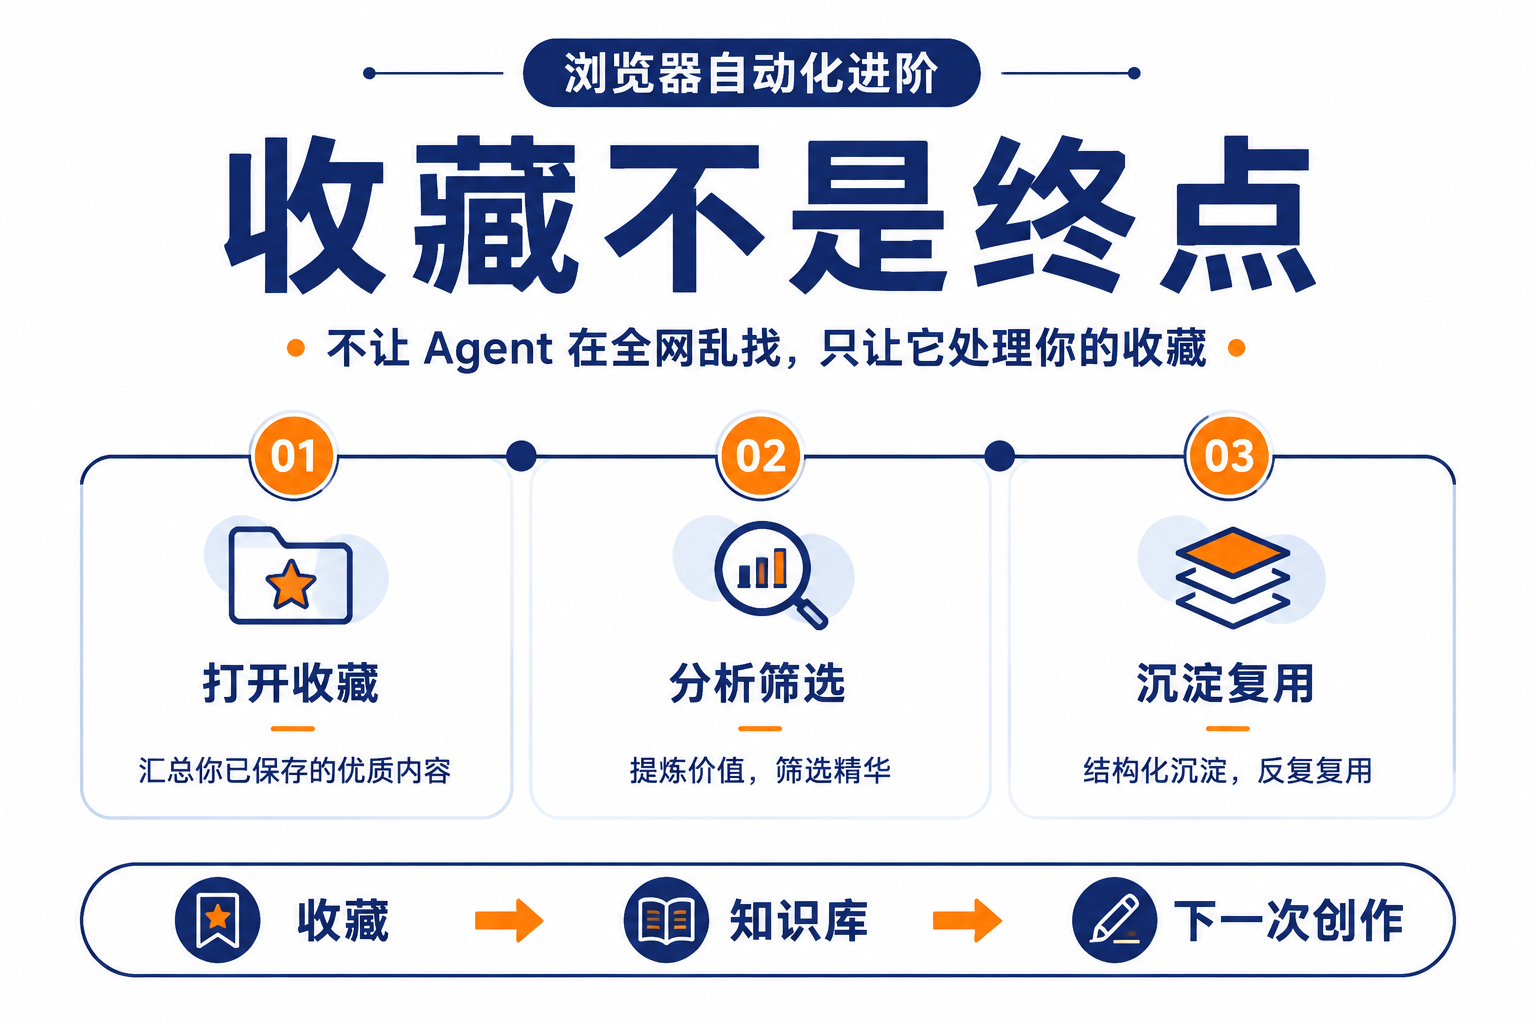 浏览器自动化进阶
收藏不是终点
不让 Agent 在全网乱找，只让它处理你的收藏
01
02
03
打开收藏
分析筛选
沉淀复用
汇总你已保存的优质内容
提炼价值，筛选精华
结构化沉淀，反复复用
收藏
知识库
下一次创作